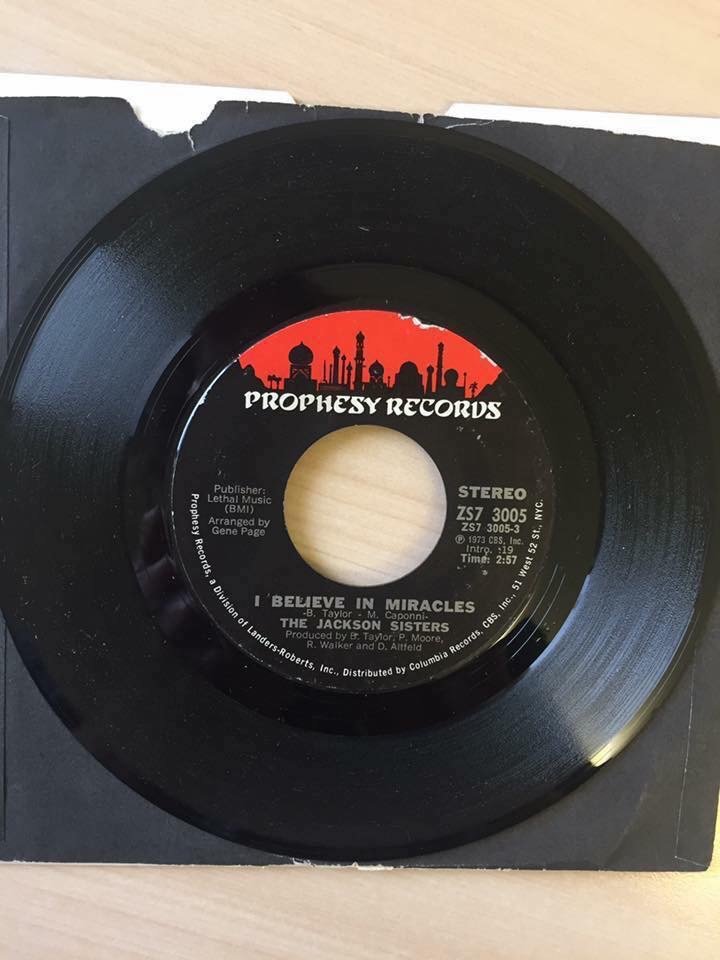 PROPHESY RECORDS
Publisher:
Lethal Music
(BMI)
Arranged by
Gene Page
STEREO
ZS7 3005
ZS7 3005-3
℗ 1973 CBS, Inc.
Intro. :19
Time: 2:57
I BELIEVE IN MIRACLES
-B. Taylor - M. Caponni-
THE JACKSON SISTERS
Produced by B. Taylor, P. Moore,
R. Walker and D. Altfeld
Prophesy Records, a Division of Landers-Roberts, Inc., Distributed by Columbia Records, CBS, Inc., 51 West 52 St., NYC.